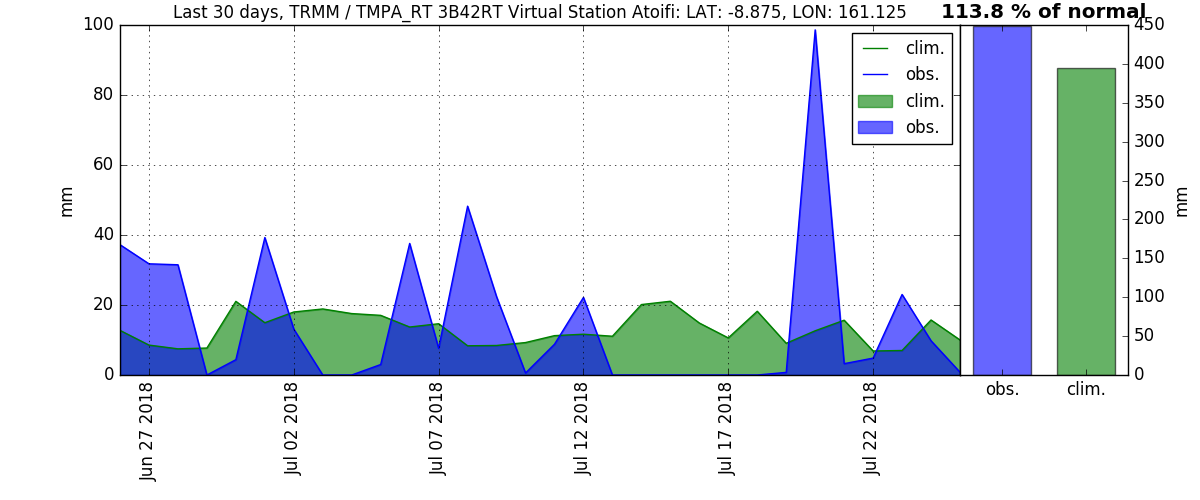 Last 30 days, TRMM / TMPA_RT 3B42RT Virtual Station Atoifi: LAT: -8.875, LON: 161.125
113.8 % of normal
100
80
60
40
20
0
mm
clim.
obs.
clim.
obs.
Jun 27 2018
Jul 02 2018
Jul 07 2018
Jul 12 2018
Jul 17 2018
Jul 22 2018
450
400
350
300
250
200
150
100
50
0
mm
obs.
clim.